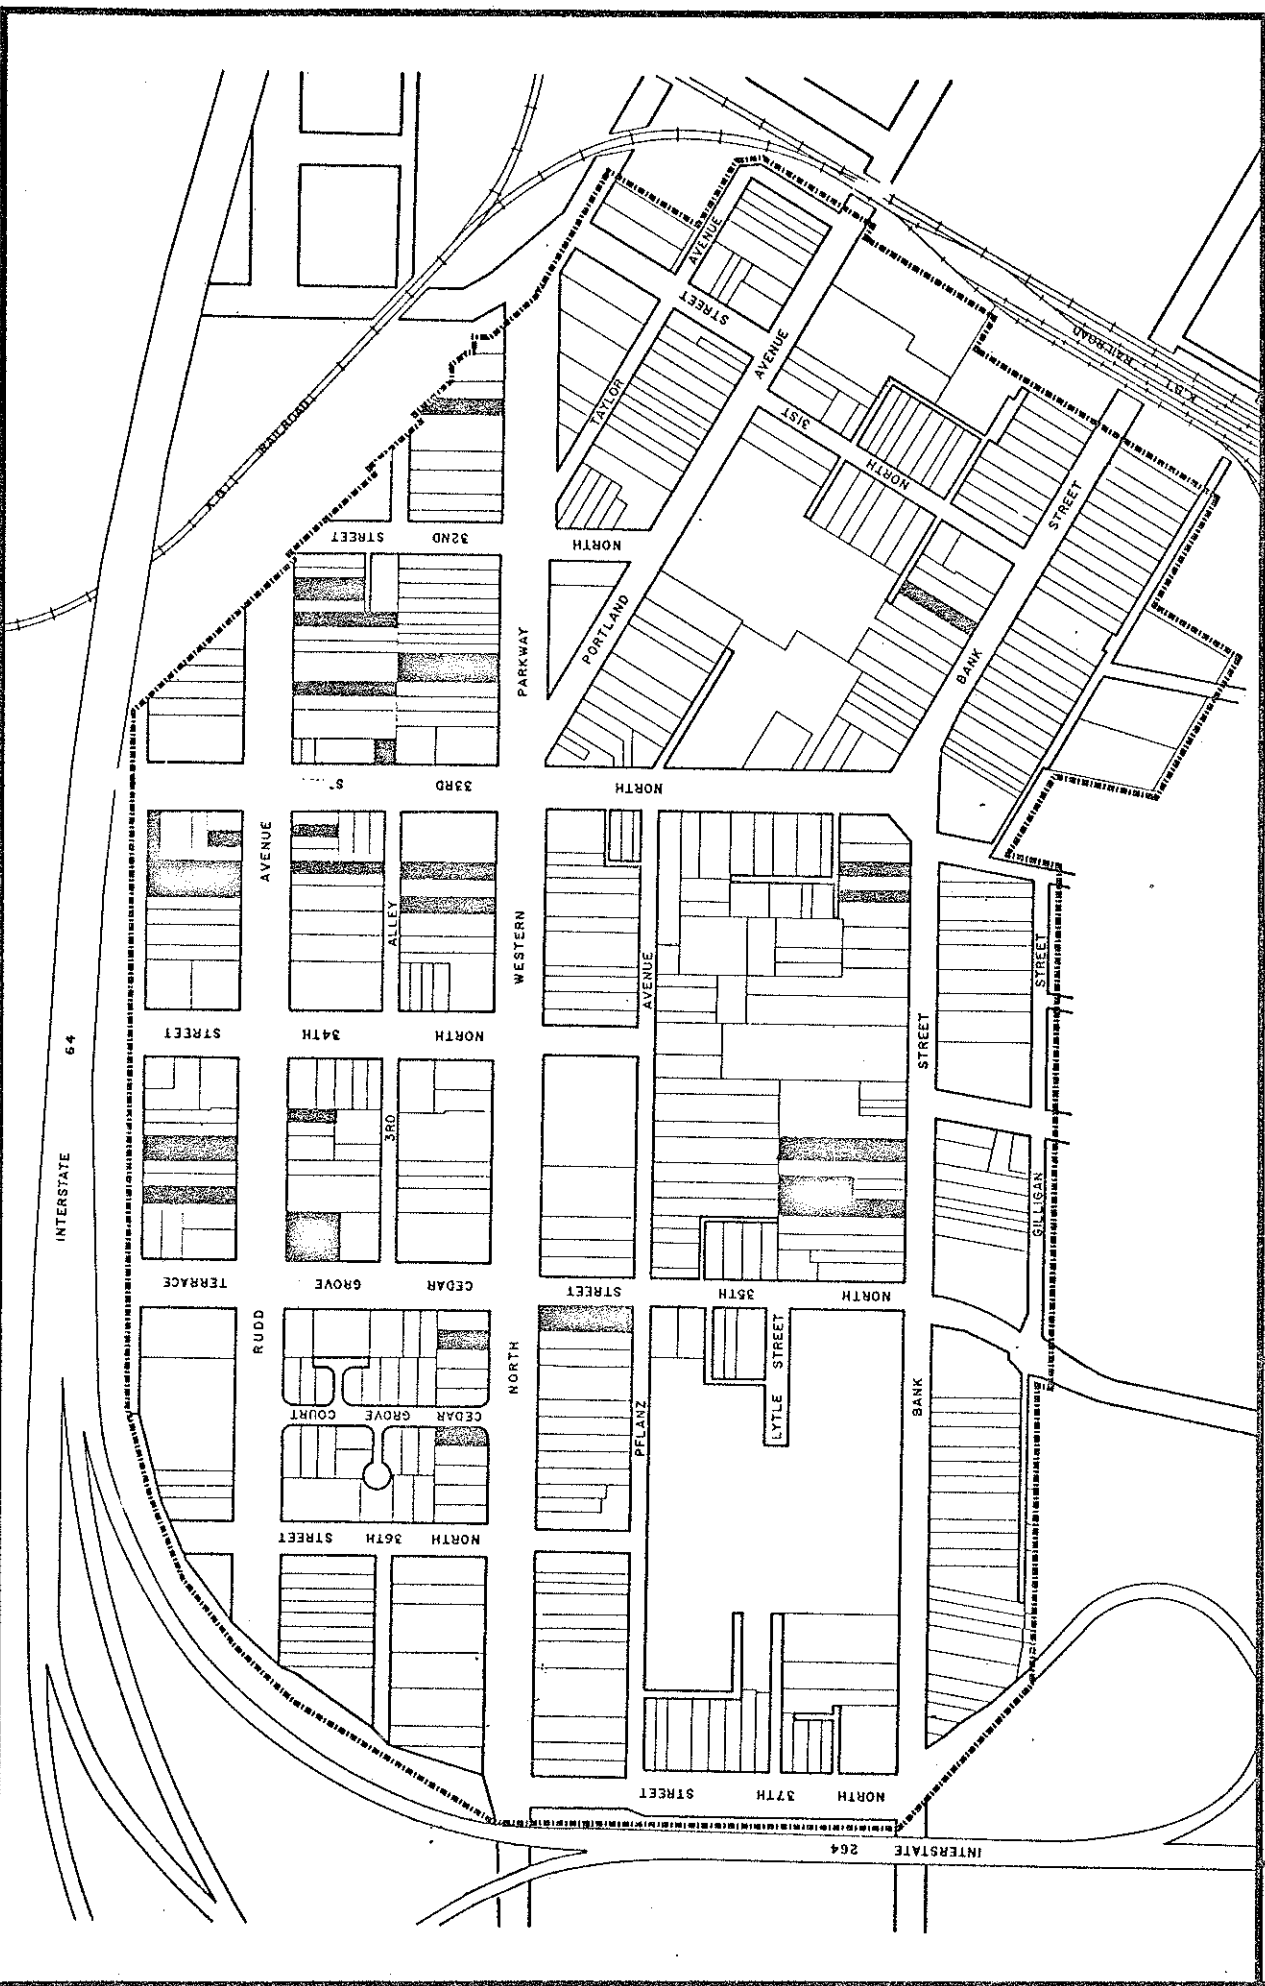 AVENUE
STREET
TAYLOR
AVENUE
31ST
NORTH
RAILROAD
K.&I.
RAILROAD
K.&I.
STREET
32ND
STREET
NORTH
PARKWAY
PORTLAND
BANK
33RD
NORTH
AVENUE
ALLEY
WESTERN
AVENUE
STREET
STREET
34TH
NORTH
STREET
64
INTERSTATE
3RD
GILLIGAN
TERRACE
GROVE
CEDAR
STREET
35TH
NORTH
RUDD
NORTH
LYTLE STREET
COURT
GROVE
CEDAR
PFLANZ
BANK
STREET
36TH
NORTH
STREET
37TH
NORTH
INTERSTATE 264